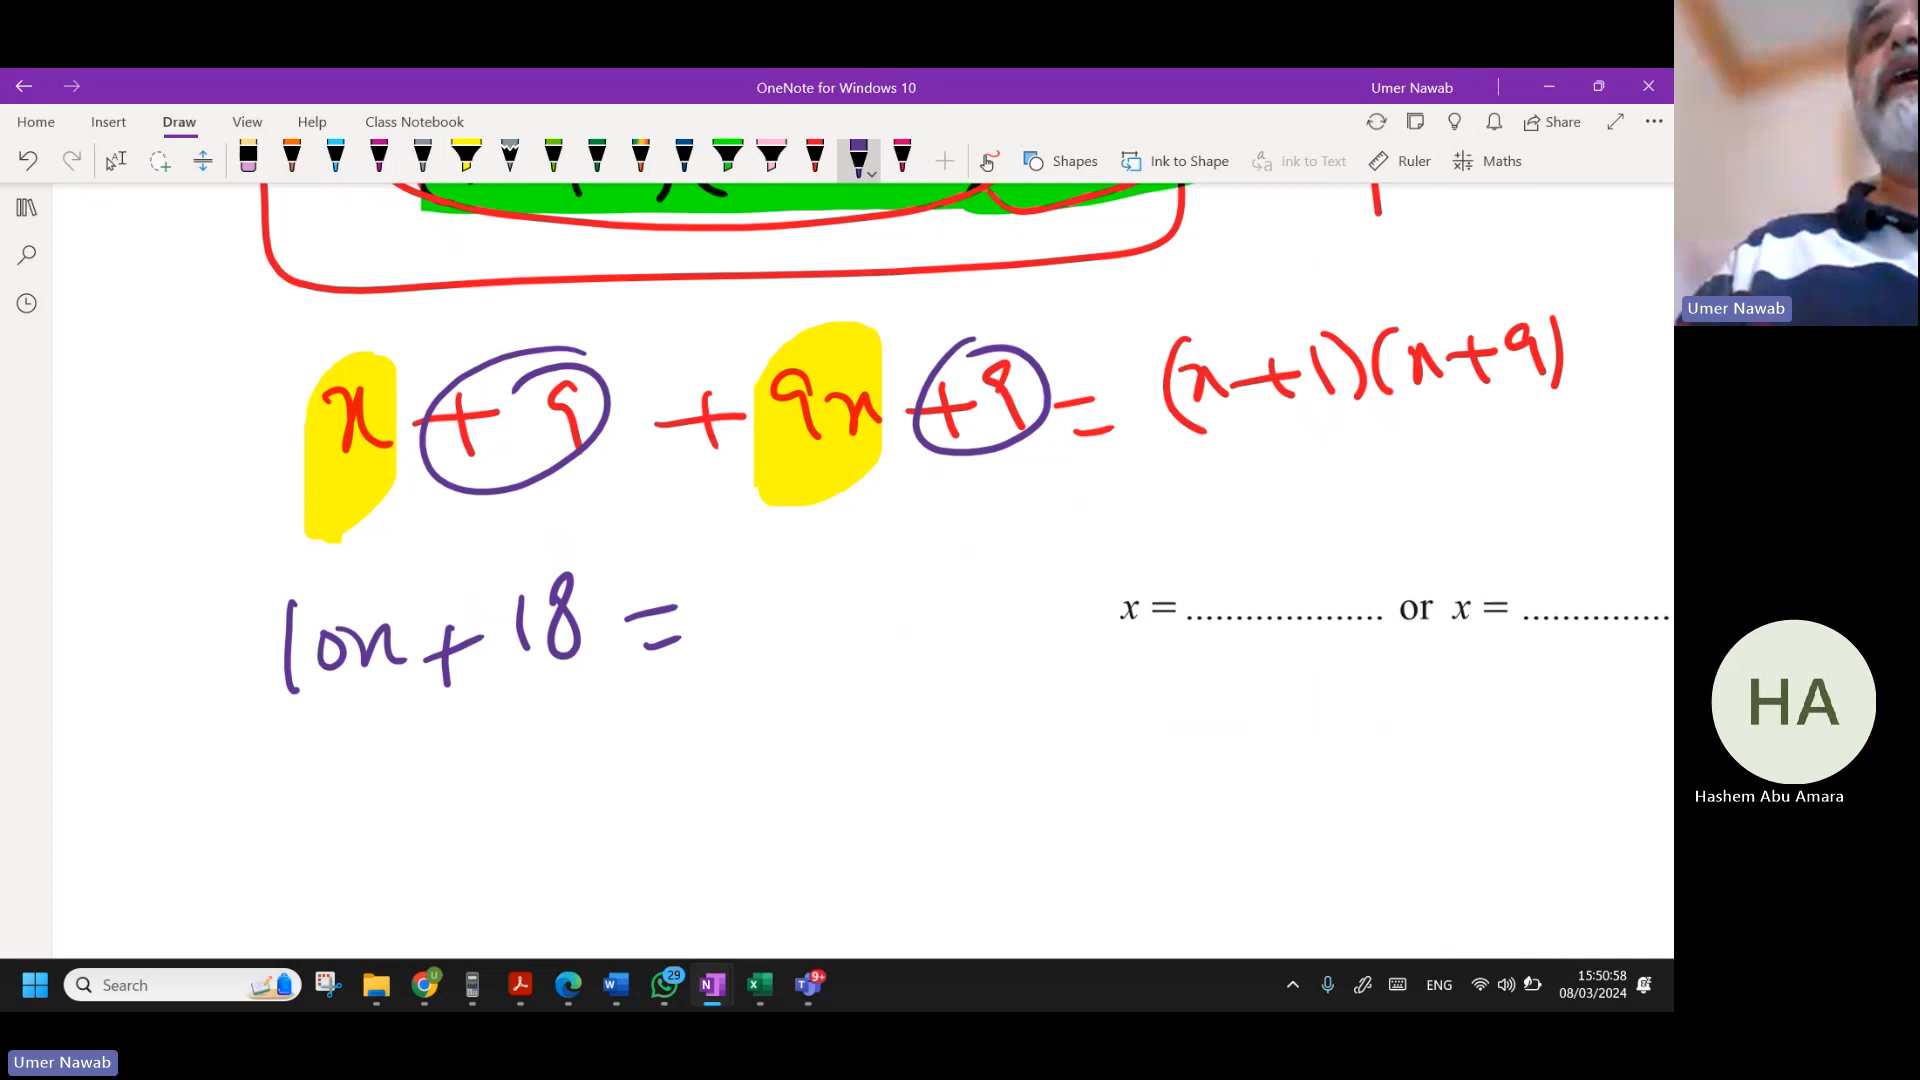 OneNote for Windows 10
Umer Nawab
Home Insert Draw View Help Class Notebook
Share
Shapes Ink to Shape Ink to Text Ruler Maths
x + 9 + 9x + 9 = (x+1)(x+9)
10x + 18 =
x = .................... or x = ...............
Umer Nawab
HA
Hashem Abu Amara
Search
U
29
9+
ENG
15:50:58
08/03/2024
Umer Nawab